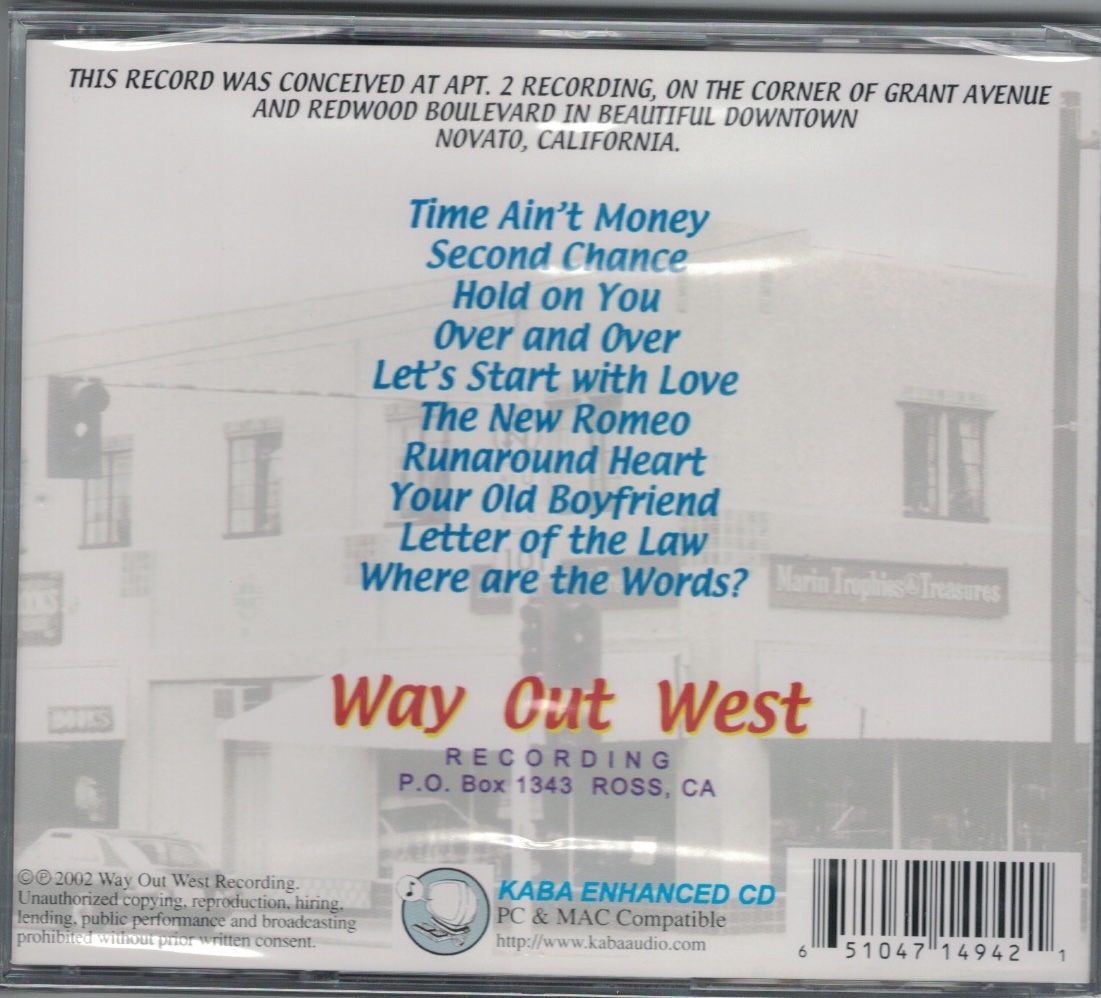 THIS RECORD WAS CONCEIVED AT APT. 2 RECORDING, ON THE CORNER OF GRANT AVENUE
AND REDWOOD BOULEVARD IN BEAUTIFUL DOWNTOWN
NOVATO, CALIFORNIA.
Time Ain't Money
Second Chance
Hold on You
Over and Over
Let's Start with Love
The New Romeo
Runaround Heart
Your Old Boyfriend
Letter of the Law
Where are the Words?
Marin Trophies & Treasures
BOOKS
Way Out West
RECORDING
P.O. Box 1343 ROSS, CA
©℗ 2002 Way Out West Recording.
Unauthorized copying, reproduction, hiring,
lending, public performance and broadcasting
prohibited without prior written consent.
KABA ENHANCED CD
PC & MAC Compatible
http://www.kabaaudio.com
6 51047 14942 1